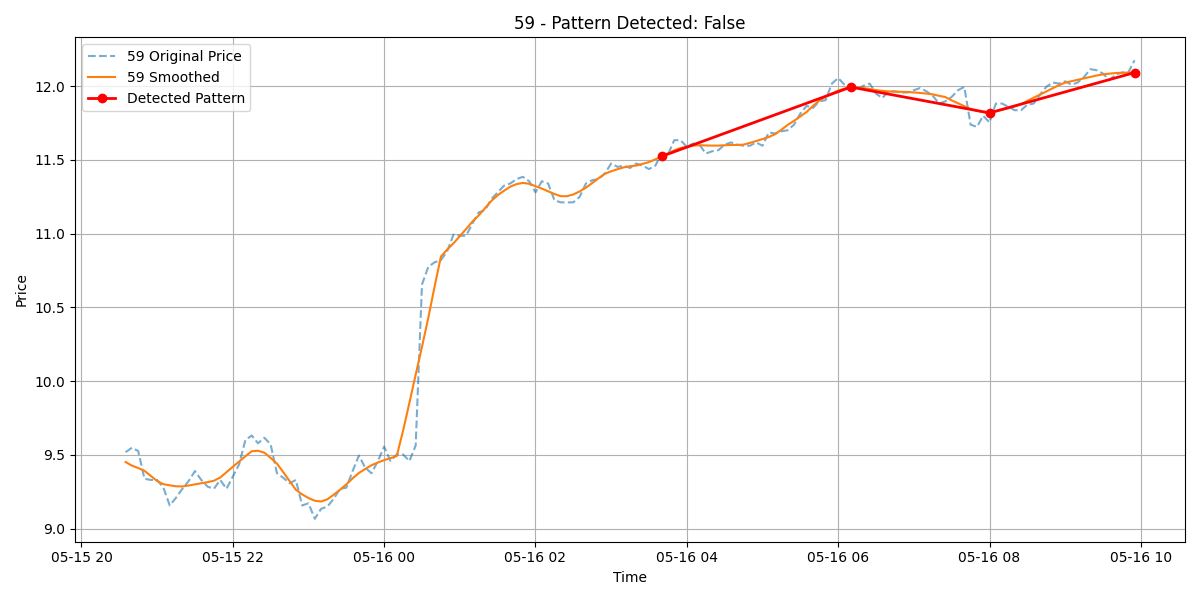 59 - Pattern Detected: False
59 Original Price
59 Smoothed
Detected Pattern
Price
12.0
11.5
11.0
10.5
10.0
9.5
9.0
05-15 20 05-15 22 05-16 00 05-16 02 05-16 04 05-16 06 05-16 08 05-16 10
Time